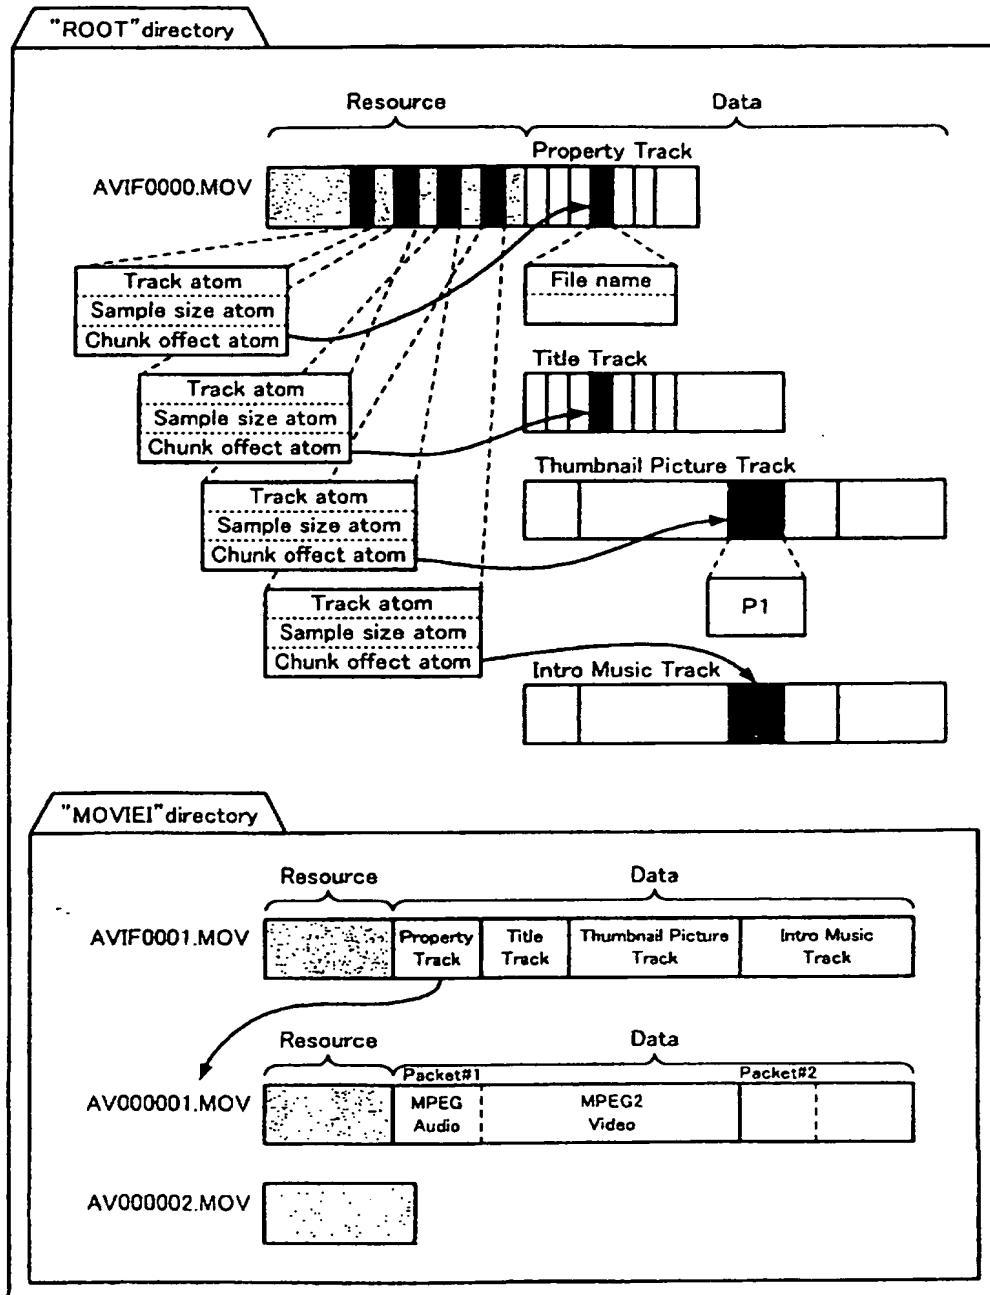 "ROOT" directory
Resource
Data
Property Track
AVIF0000.MOV
Track atom
Sample size atom
Chunk offect atom
File name
Title Track
Track atom
Sample size atom
Chunk offect atom
Thumbnail Picture Track
Track atom
Sample size atom
Chunk offect atom
P1
Track atom
Sample size atom
Chunk offect atom
Intro Music Track
"MOVIEI" directory
Resource
Data
AVIF0001.MOV
Property
Track
Title
Track
Thumbnail Picture
Track
Intro Music
Track
Resource
Data
Packet#1
Packet#2
AV000001.MOV
MPEG
Audio
MPEG2
Video
AV000002.MOV